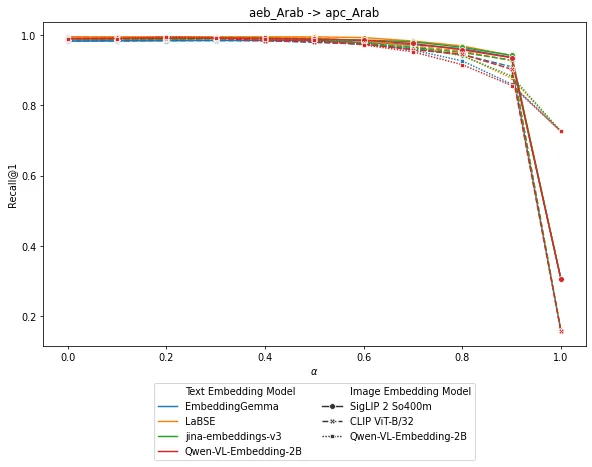 aeb_Arab -> apc_Arab
Recall@1
1.0
0.8
0.6
0.4
0.2
0.0 0.2 0.4 0.6 0.8 1.0
α
Text Embedding Model Image Embedding Model
EmbeddingGemma SigLIP 2 So400m
LaBSE CLIP ViT-B/32
jina-embeddings-v3 Qwen-VL-Embedding-2B
Qwen-VL-Embedding-2B